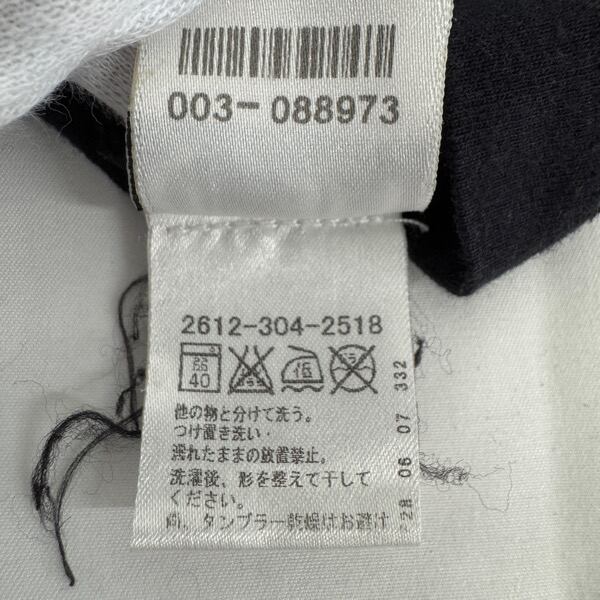 003-088973
2612-304-2518
40
低
他の物と分けて洗う。
つけ置き洗い・
濡れたままの放置禁止。
洗濯後、形を整えて干して
ください。
尚、タンブラー乾燥はお避け
28 06 07 332